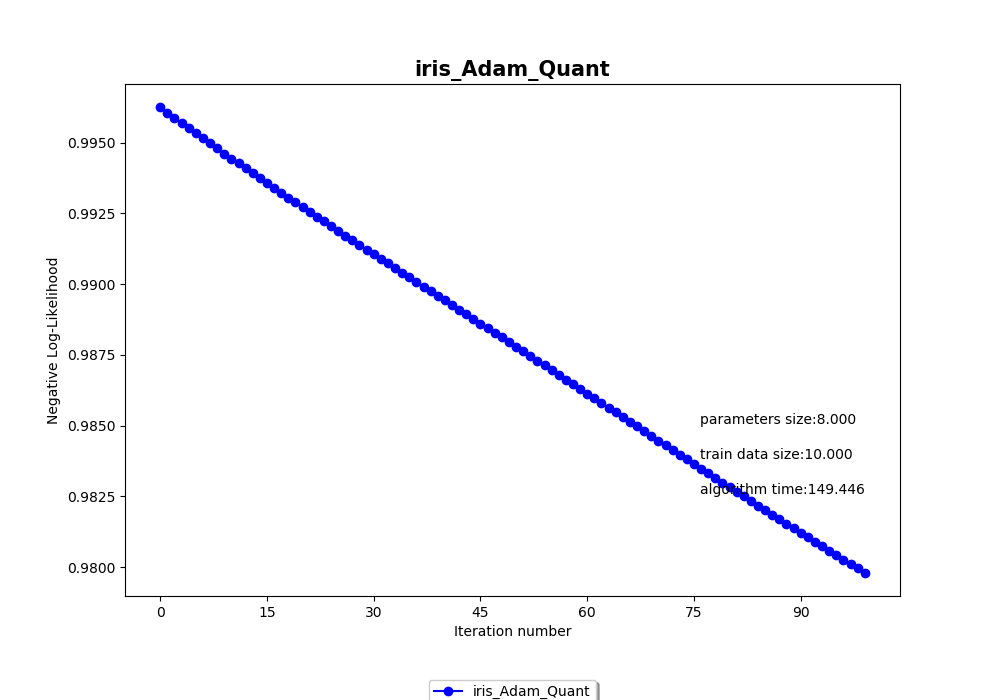 iris_Adam_Quant
0.9950
0.9925
0.9900
0.9875
0.9850
0.9825
0.9800
Negative Log-Likelihood
parameters size:8.000
train data size:10.000
algorithm time:149.446
0 15 30 45 60 75 90
Iteration number
iris_Adam_Quant